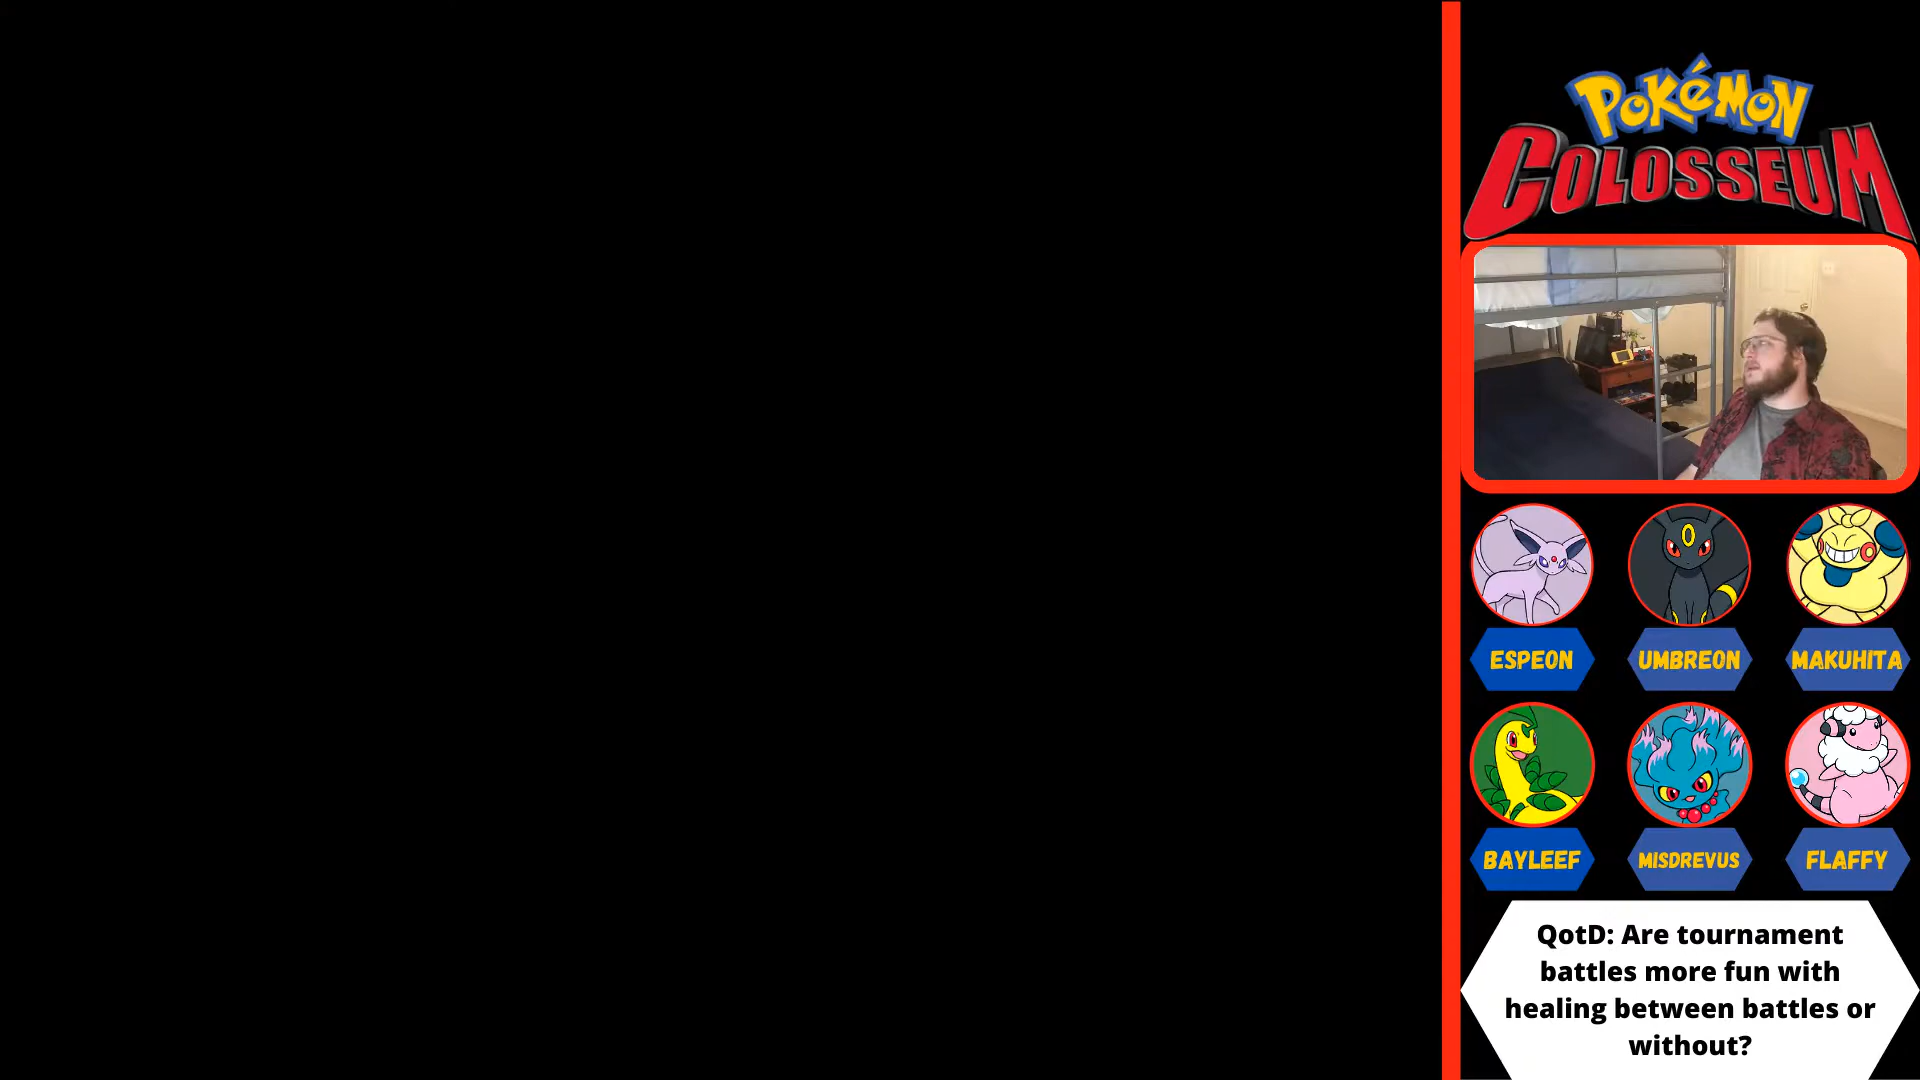 POKéMON
COLOSSEUM
ESPEON
UMBREON
MAKUHITA
BAYLEEF
MISDREVUS
FLAFFY
QotD: Are tournament
battles more fun with
healing between battles or
without?